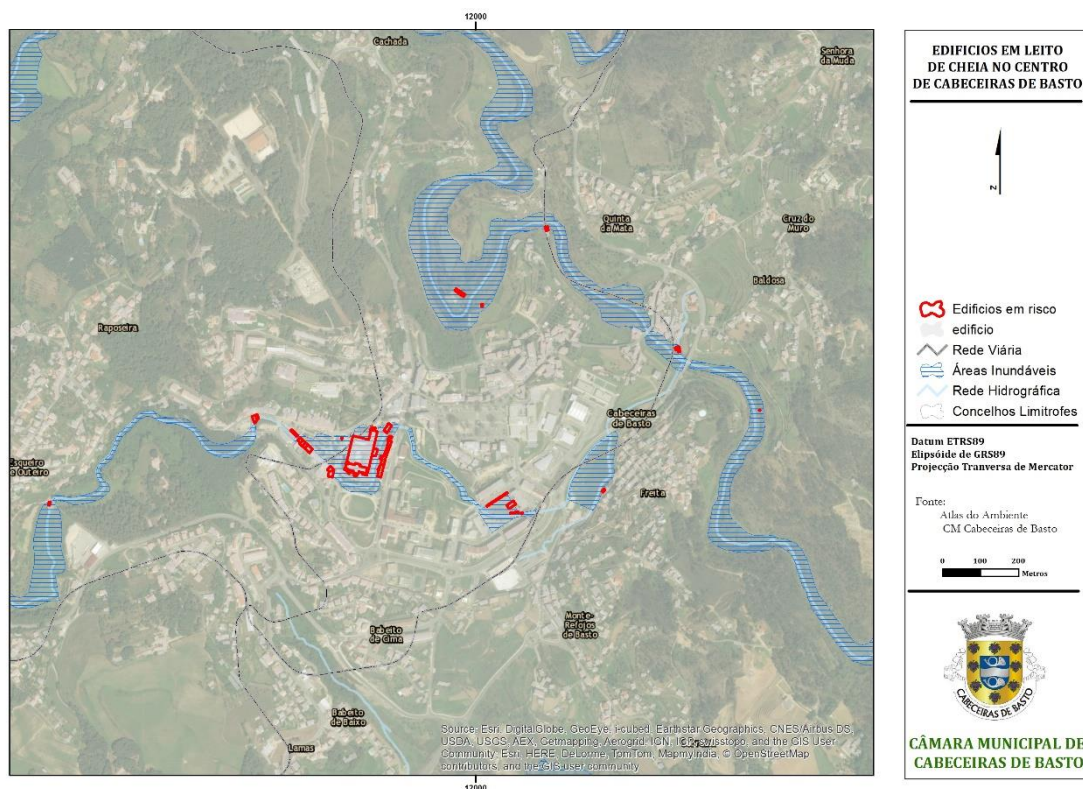 12000
Cachada
Senhora
da Muda
Quinta
da Mata
Cruz do
Muro
Baldosa
Raposeira
Cabeceiras
de Basto
Esqueiro
e Outeiro
Freita
Monte-
Refojos
de Basto
Babeito
de Cima
Babeito
de Baixo
Lamas
Source: Esri, DigitalGlobe, GeoEye, i-cubed, Earthstar Geographics, CNES/Airbus DS,
USDA, USGS, AEX, Getmapping, Aerogrid, IGN, IGP, swisstopo, and the GIS User
Community, Esri, HERE, DeLorme, TomTom, MapmyIndia, © OpenStreetMap
contributors, and the GIS user community
12000
EDIFICIOS EM LEITO
DE CHEIA NO CENTRO
DE CABECEIRAS DE BASTO
N
Edificios em risco
edificio
Rede Viária
Áreas Inundáveis
Rede Hidrográfica
Concelhos Limitrofes
Datum ETRS89
Elipsóide de GRS89
Projecção Tranversa de Mercator
Fonte:
Atlas do Ambiente
CM Cabeceiras de Basto
0 100 200
Metros
CABECEIRAS DE BASTO
CÂMARA MUNICIPAL DE
CABECEIRAS DE BASTO